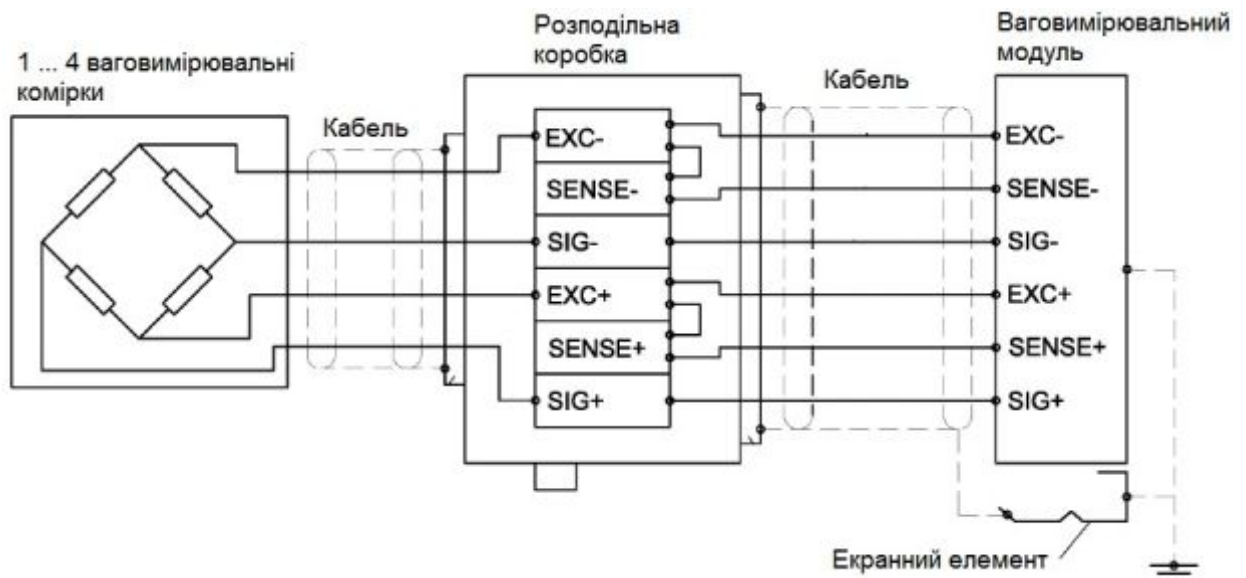 1 ... 4 ваговимірювальні
комірки
Кабель
Розподільна
коробка
EXC-
SENSE-
SIG-
EXC+
SENSE+
SIG+
Кабель
Ваговимірювальний
модуль
EXC-
SENSE-
SIG-
EXC+
SENSE+
SIG+
Екранний елемент